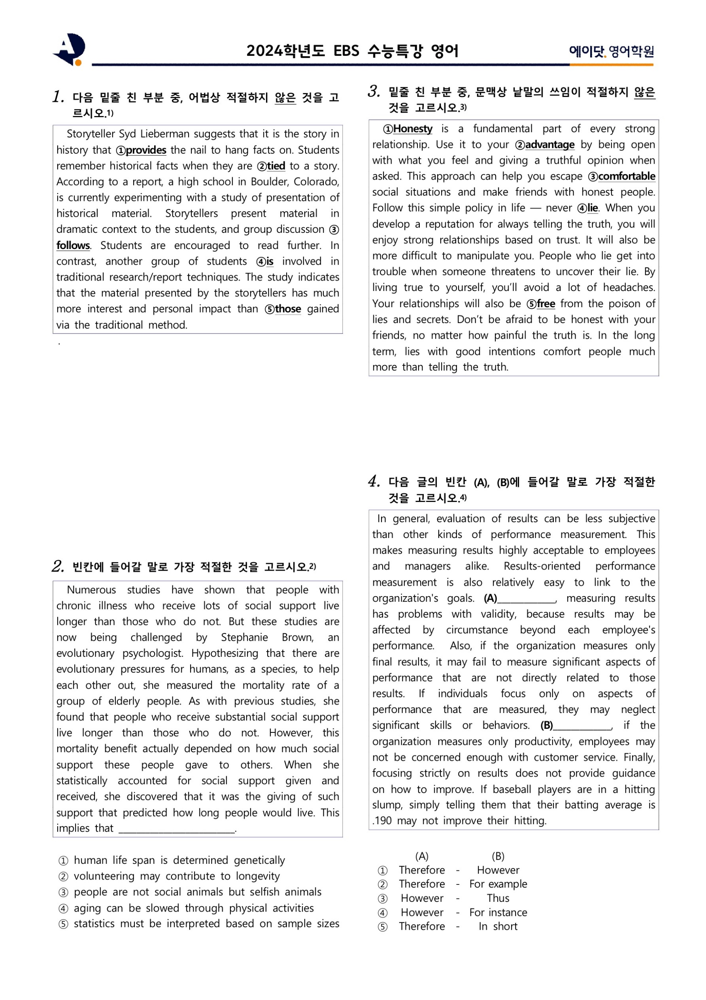 2024학년도 EBS 수능특강 영어
에이닷 영어학원
1. 다음 밑줄 친 부분 중, 어법상 적절하지 않은 것을 고
르시오.1)
Storyteller Syd Lieberman suggests that it is the story in
history that ①provides the nail to hang facts on. Students
remember historical facts when they are ②tied to a story.
According to a report, a high school in Boulder, Colorado,
is currently experimenting with a study of presentation of
historical material. Storytellers present material in
dramatic context to the students, and group discussion ③
follows. Students are encouraged to read further. In
contrast, another group of students ④is involved in
traditional research/report techniques. The study indicates
that the material presented by the storytellers has much
more interest and personal impact than ⑤those gained
via the traditional method.
.
2. 빈칸에 들어갈 말로 가장 적절한 것을 고르시오.2)
Numerous studies have shown that people with
chronic illness who receive lots of social support live
longer than those who do not. But these studies are
now being challenged by Stephanie Brown, an
evolutionary psychologist. Hypothesizing that there are
evolutionary pressures for humans, as a species, to help
each other out, she measured the mortality rate of a
group of elderly people. As with previous studies, she
found that people who receive substantial social support
live longer than those who do not. However, this
mortality benefit actually depended on how much social
support these people gave to others. When she
statistically accounted for social support given and
received, she discovered that it was the giving of such
support that predicted how long people would live. This
implies that ____________________.
① human life span is determined genetically
② volunteering may contribute to longevity
③ people are not social animals but selfish animals
④ aging can be slowed through physical activities
⑤ statistics must be interpreted based on sample sizes
3. 밑줄 친 부분 중, 문맥상 낱말의 쓰임이 적절하지 않은
것을 고르시오.3)
①Honesty is a fundamental part of every strong
relationship. Use it to your ②advantage by being open
with what you feel and giving a truthful opinion when
asked. This approach can help you escape ③comfortable
social situations and make friends with honest people.
Follow this simple policy in life — never ④lie. When you
develop a reputation for always telling the truth, you will
enjoy strong relationships based on trust. It will also be
more difficult to manipulate you. People who lie get into
trouble when someone threatens to uncover their lie. By
living true to yourself, you’ll avoid a lot of headaches.
Your relationships will also be ⑤free from the poison of
lies and secrets. Don’t be afraid to be honest with your
friends, no matter how painful the truth is. In the long
term, lies with good intentions comfort people much
more than telling the truth.
4. 다음 글의 빈칸 (A), (B)에 들어갈 말로 가장 적절한
것을 고르시오.4)
In general, evaluation of results can be less subjective
than other kinds of performance measurement. This
makes measuring results highly acceptable to employees
and managers alike. Results-oriented performance
measurement is also relatively easy to link to the
organization's goals. (A)__________, measuring results
has problems with validity, because results may be
affected by circumstance beyond each employee's
performance. Also, if the organization measures only
final results, it may fail to measure significant aspects of
performance that are not directly related to those
results. If individuals focus only on aspects of
performance that are measured, they may neglect
significant skills or behaviors. (B)__________, if the
organization measures only productivity, employees may
not be concerned enough with customer service. Finally,
focusing strictly on results does not provide guidance
on how to improve. If baseball players are in a hitting
slump, simply telling them that their batting average is
.190 may not improve their hitting.
(A) (B)
① Therefore - However
② Therefore - For example
③ However - Thus
④ However - For instance
⑤ Therefore - In short